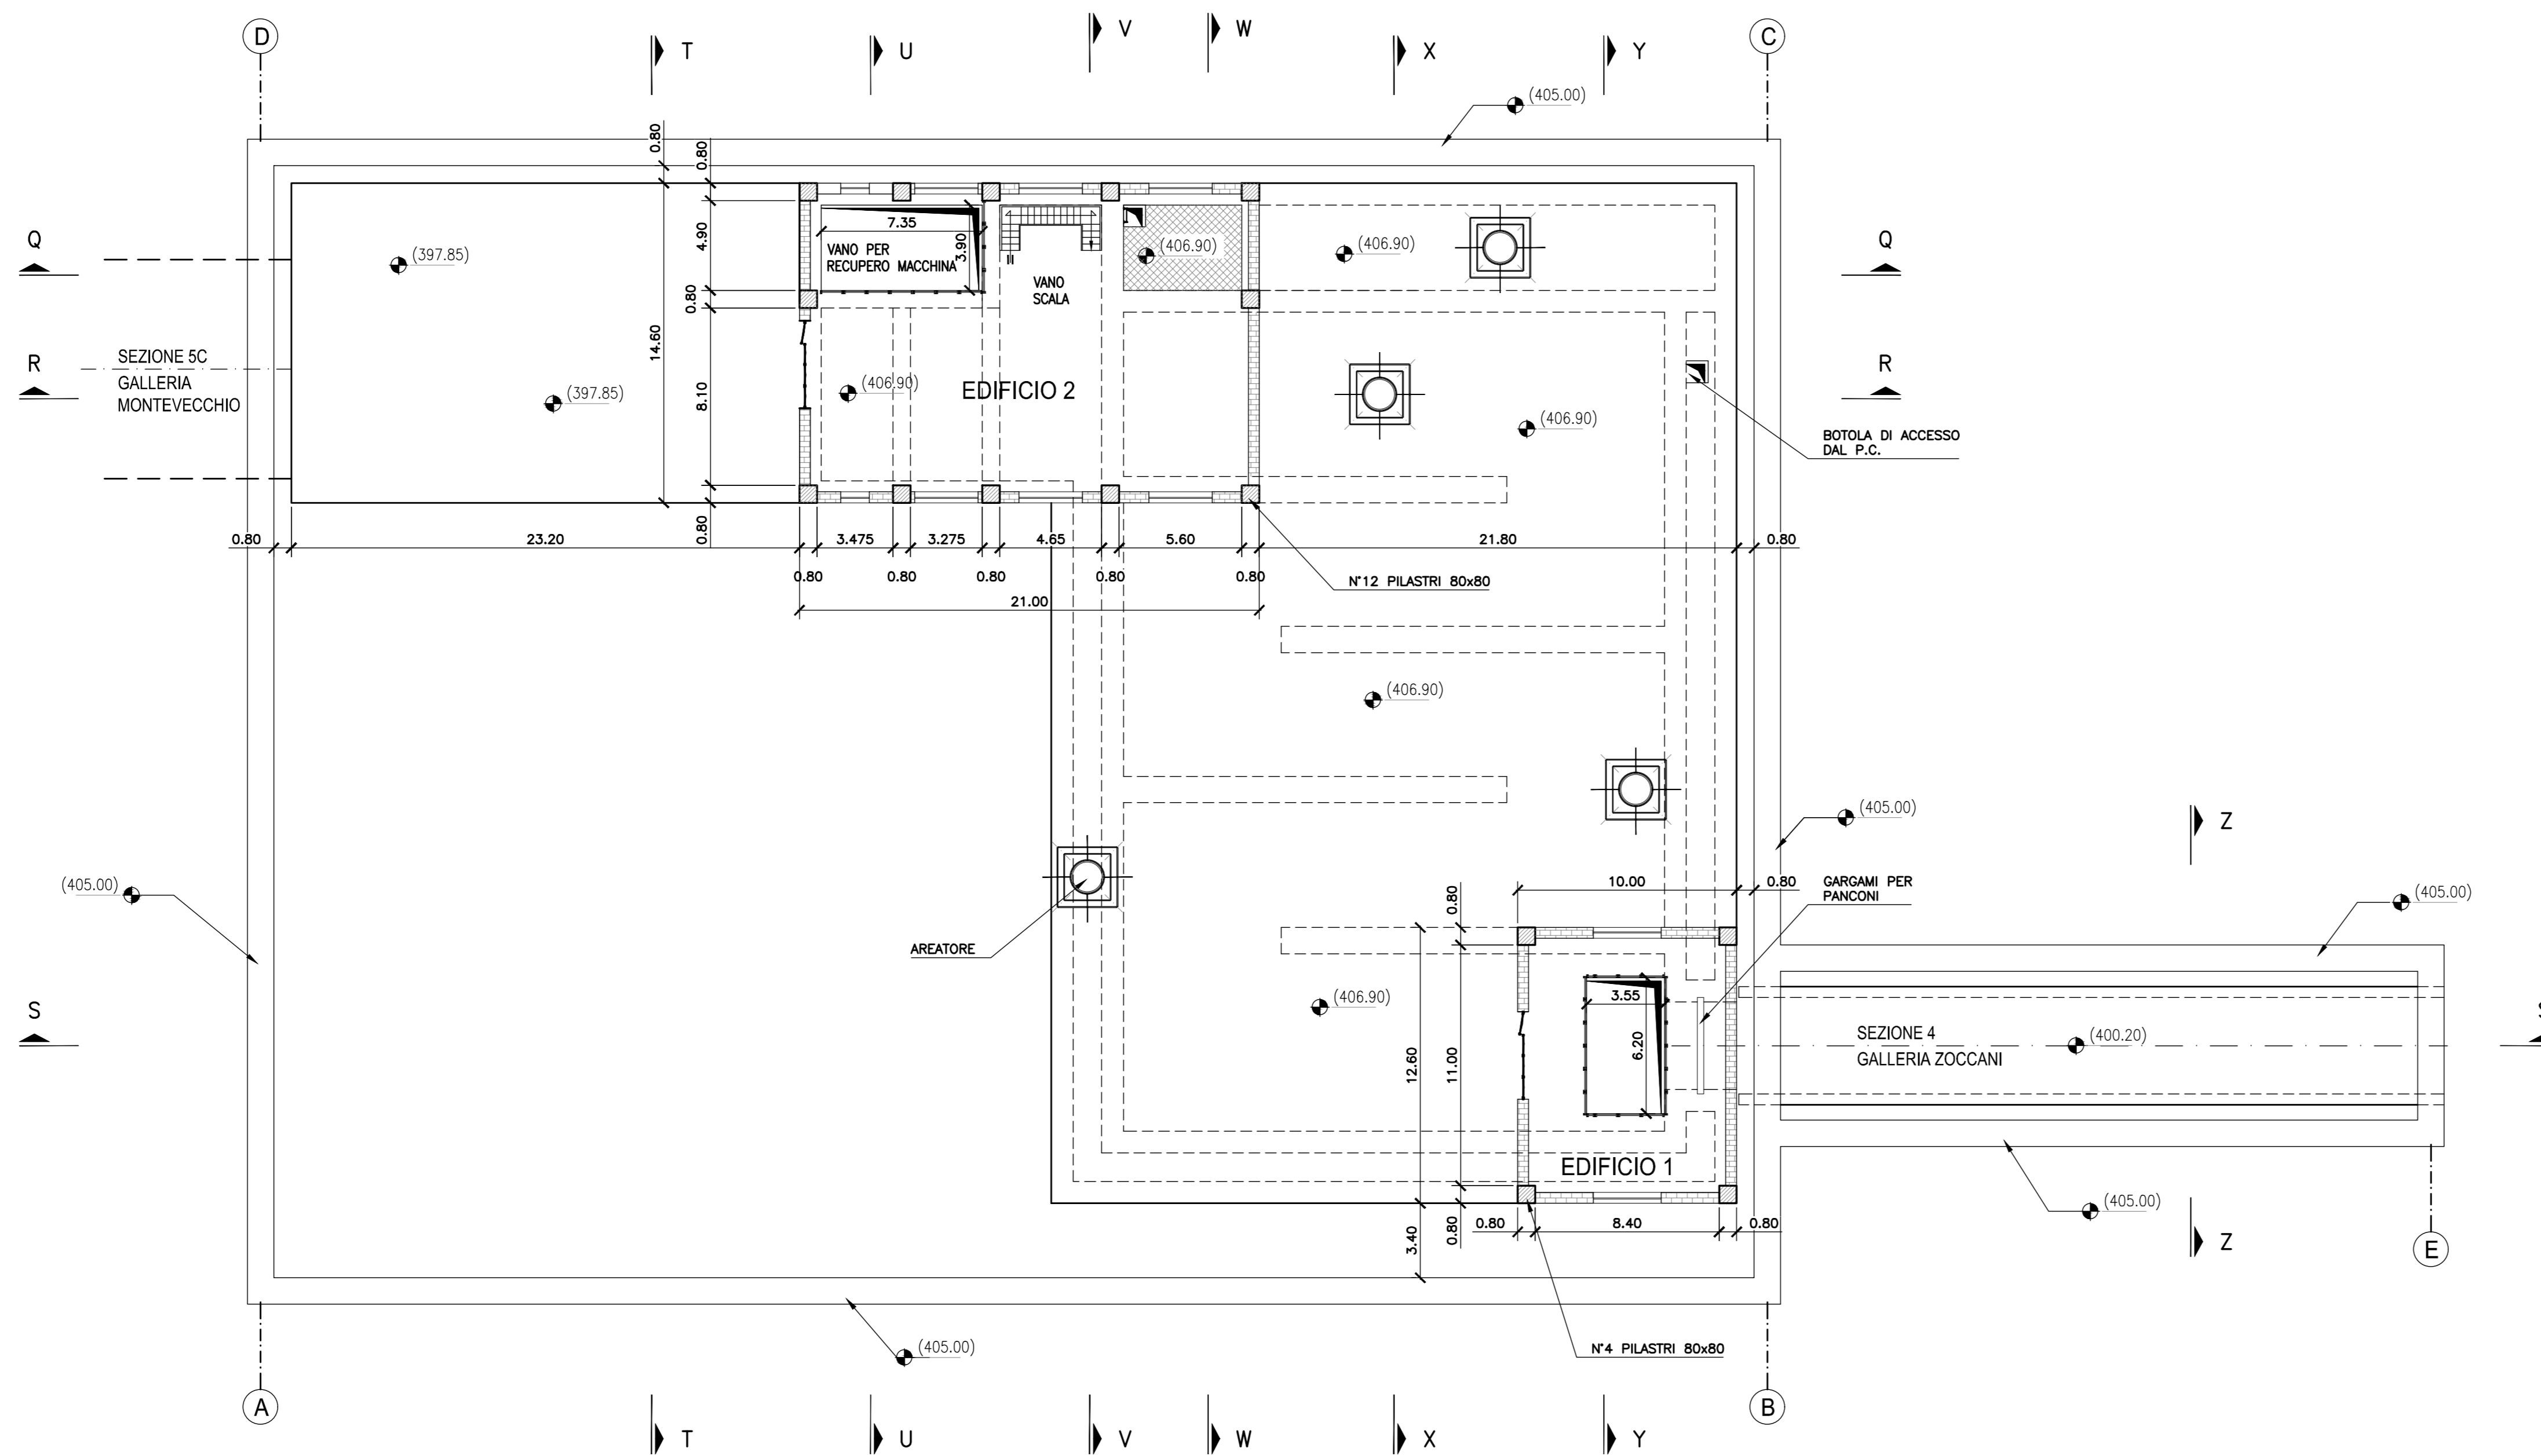 D
T
U
V
W
X
Y
C
(405.00)
0.80
0.80
Q
(397.85)
4.90
7.35
3.90
VANO PER
RECUPERO MACCHINA
VANO
SCALA
(406.90)
(406.90)
Q
0.80
14.60
R
SEZIONE 5C
GALLERIA
MONTEVECCHIO
(397.85)
8.10
(406.90)
EDIFICIO 2
(406.90)
R
BOTOLA DI ACCESSO
DAL P.C.
0.80
0.80
23.20
3.475
3.275
4.65
5.60
21.80
0.80
0.80
0.80
0.80
0.80
0.80
N°12 PILASTRI 80x80
21.00
(406.90)
(405.00)
Z
(405.00)
10.00
0.80
GARGAMI PER
PANCONI
0.80
(405.00)
AREATORE
S
(406.90)
3.55
6.20
12.60
11.00
SEZIONE 4
GALLERIA ZOCCANI
(400.20)
S
EDIFICIO 1
(405.00)
0.80
8.40
0.80
0.80
3.40
Z
E
(405.00)
N°4 PILASTRI 80x80
A
T
U
V
W
X
Y
B